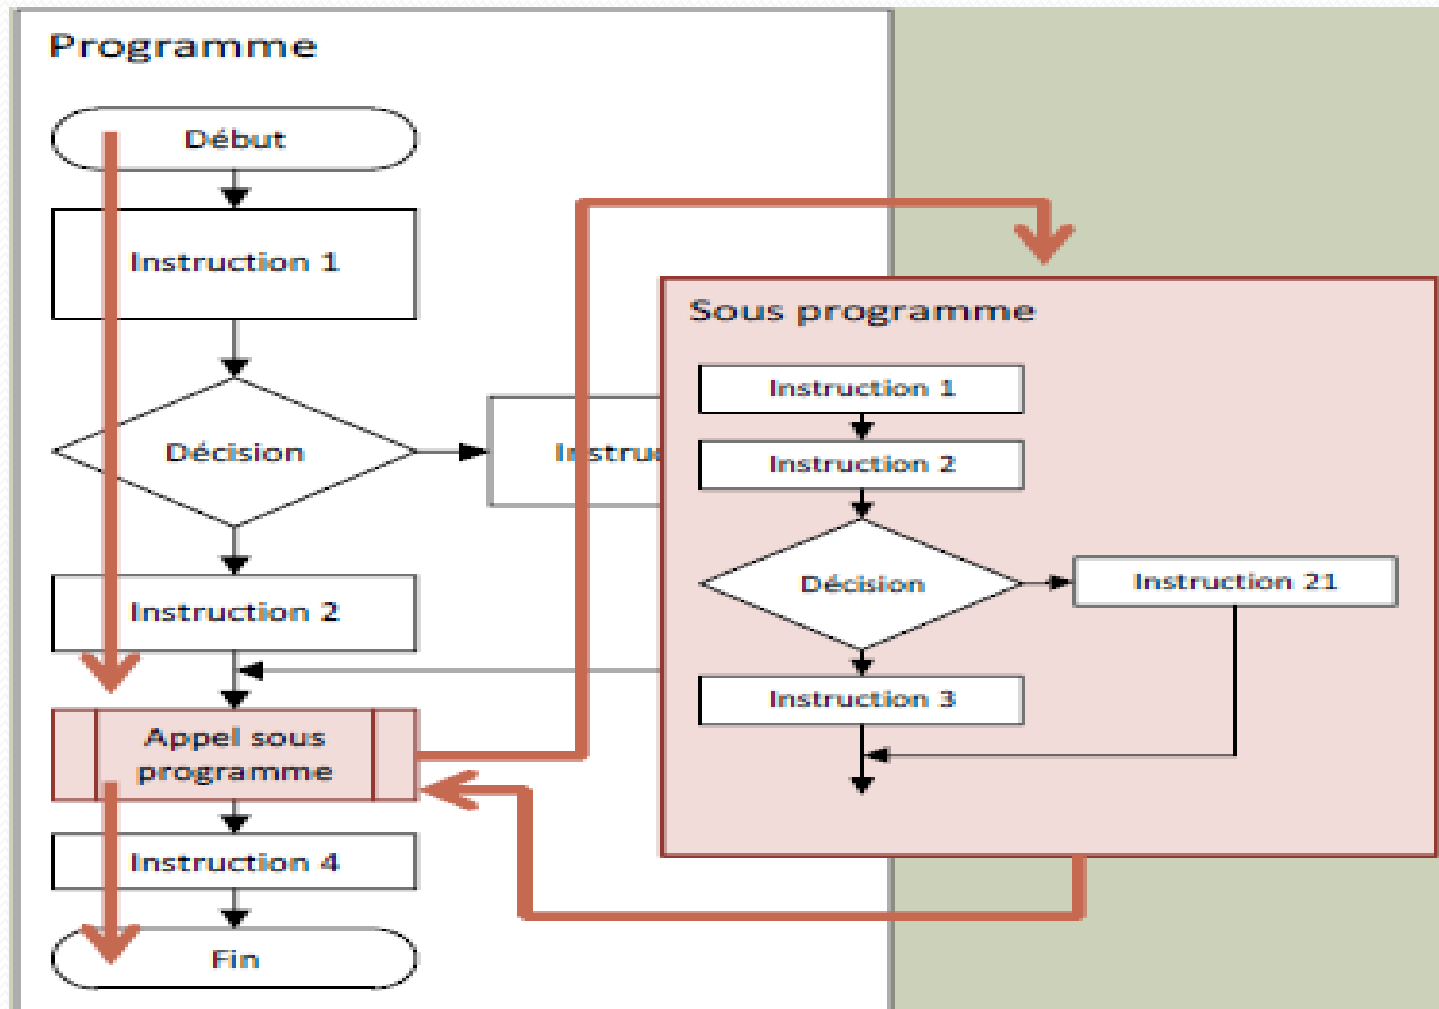 Programme
Début
Instruction 1
Décision
Instruction 2
Appel sous
programme
Instruction 4
Fin
Sous programme
Instruction 1
Instruction 2
Décision
Instruction 21
Instruction 3